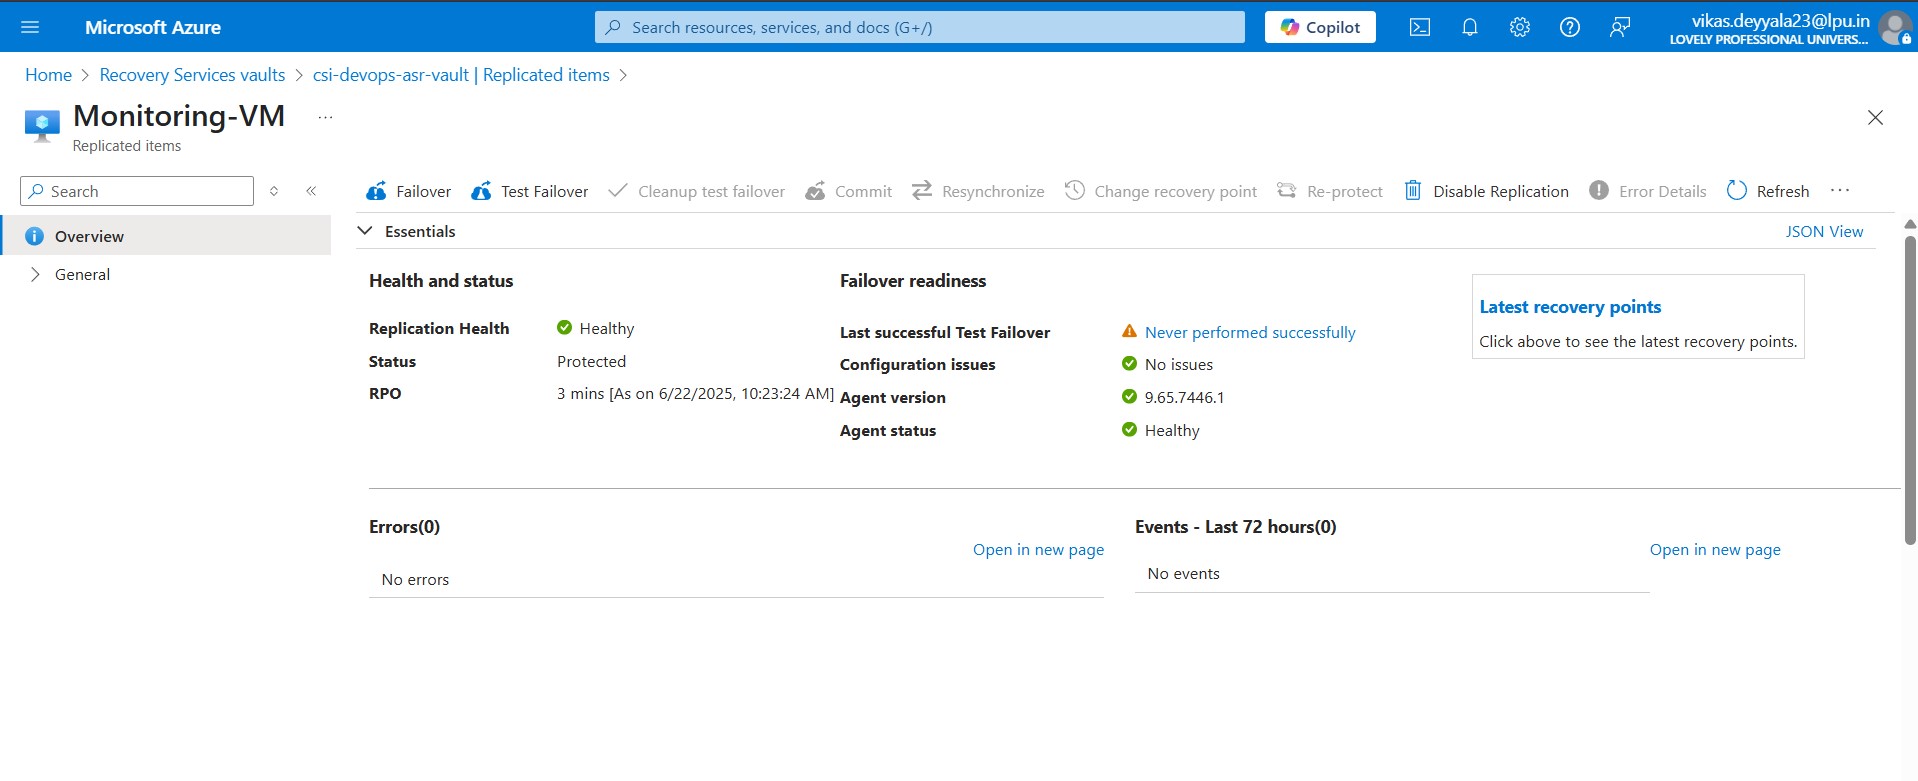 Microsoft Azure
Search resources, services, and docs (G+/)
Copilot
vikas.deyyala23@lpu.in
LOVELY PROFESSIONAL UNIVERS...
Home > Recovery Services vaults > csi-devops-asr-vault | Replicated items >
Monitoring-VM ...
Replicated items
Search
Overview
General
Failover Test Failover Cleanup test failover Commit Resynchronize Change recovery point Re-protect Disable Replication Error Details Refresh ...
Essentials
JSON View
Health and status
Replication Health Healthy
Status Protected
RPO 3 mins [As on 6/22/2025, 10:23:24 AM]
Failover readiness
Last successful Test Failover Never performed successfully
Configuration issues No issues
Agent version 9.65.7446.1
Agent status Healthy
Latest recovery points
Click above to see the latest recovery points.
Errors(0)
Open in new page
No errors
Events - Last 72 hours(0)
Open in new page
No events